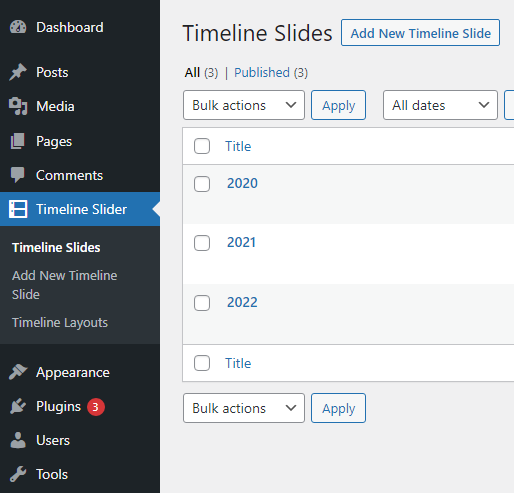 Dashboard
Posts
Media
Pages
Comments
Timeline Slider
Timeline Slides
Add New Timeline
Slide
Timeline Layouts
Appearance
Plugins 3
Users
Tools
Timeline Slides Add New Timeline Slide
All (3) | Published (3)
Bulk actions Apply All dates
Title
2020
2021
2022
Title
Bulk actions Apply